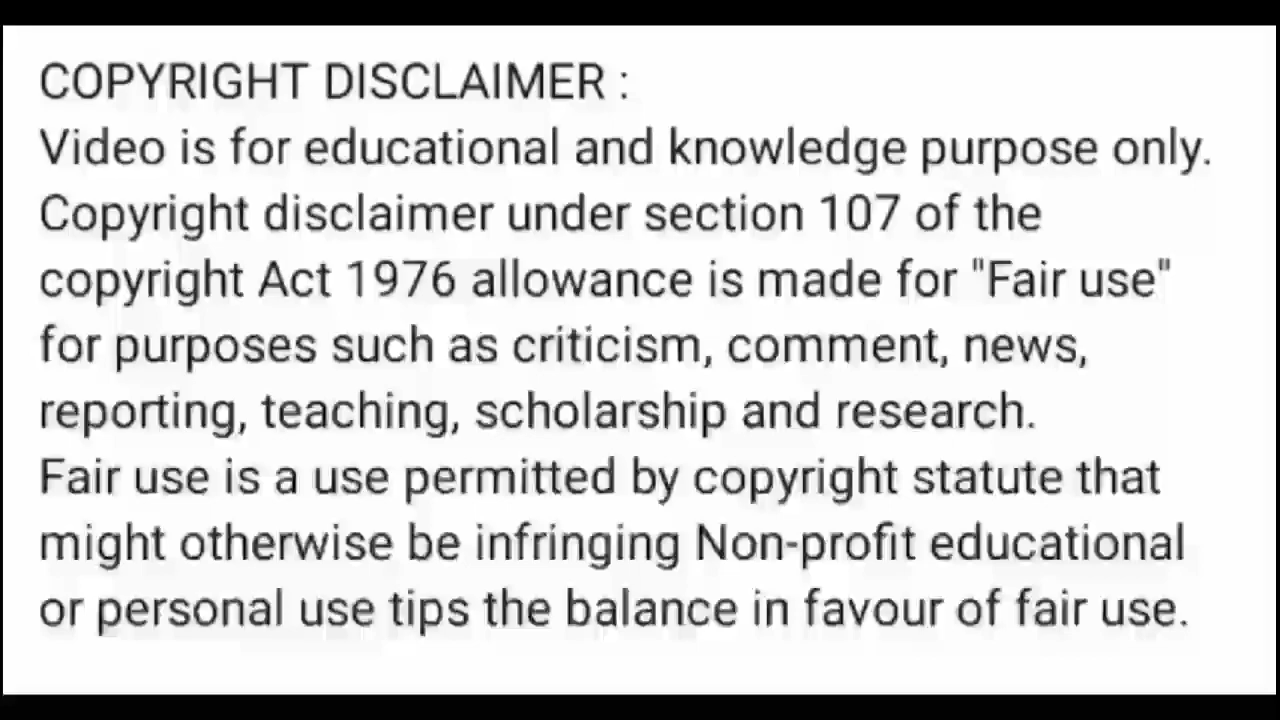 COPYRIGHT DISCLAIMER :
Video is for educational and knowledge purpose only.
Copyright disclaimer under section 107 of the
copyright Act 1976 allowance is made for "Fair use"
for purposes such as criticism, comment, news,
reporting, teaching, scholarship and research.
Fair use is a use permitted by copyright statute that
might otherwise be infringing Non-profit educational
or personal use tips the balance in favour of fair use.